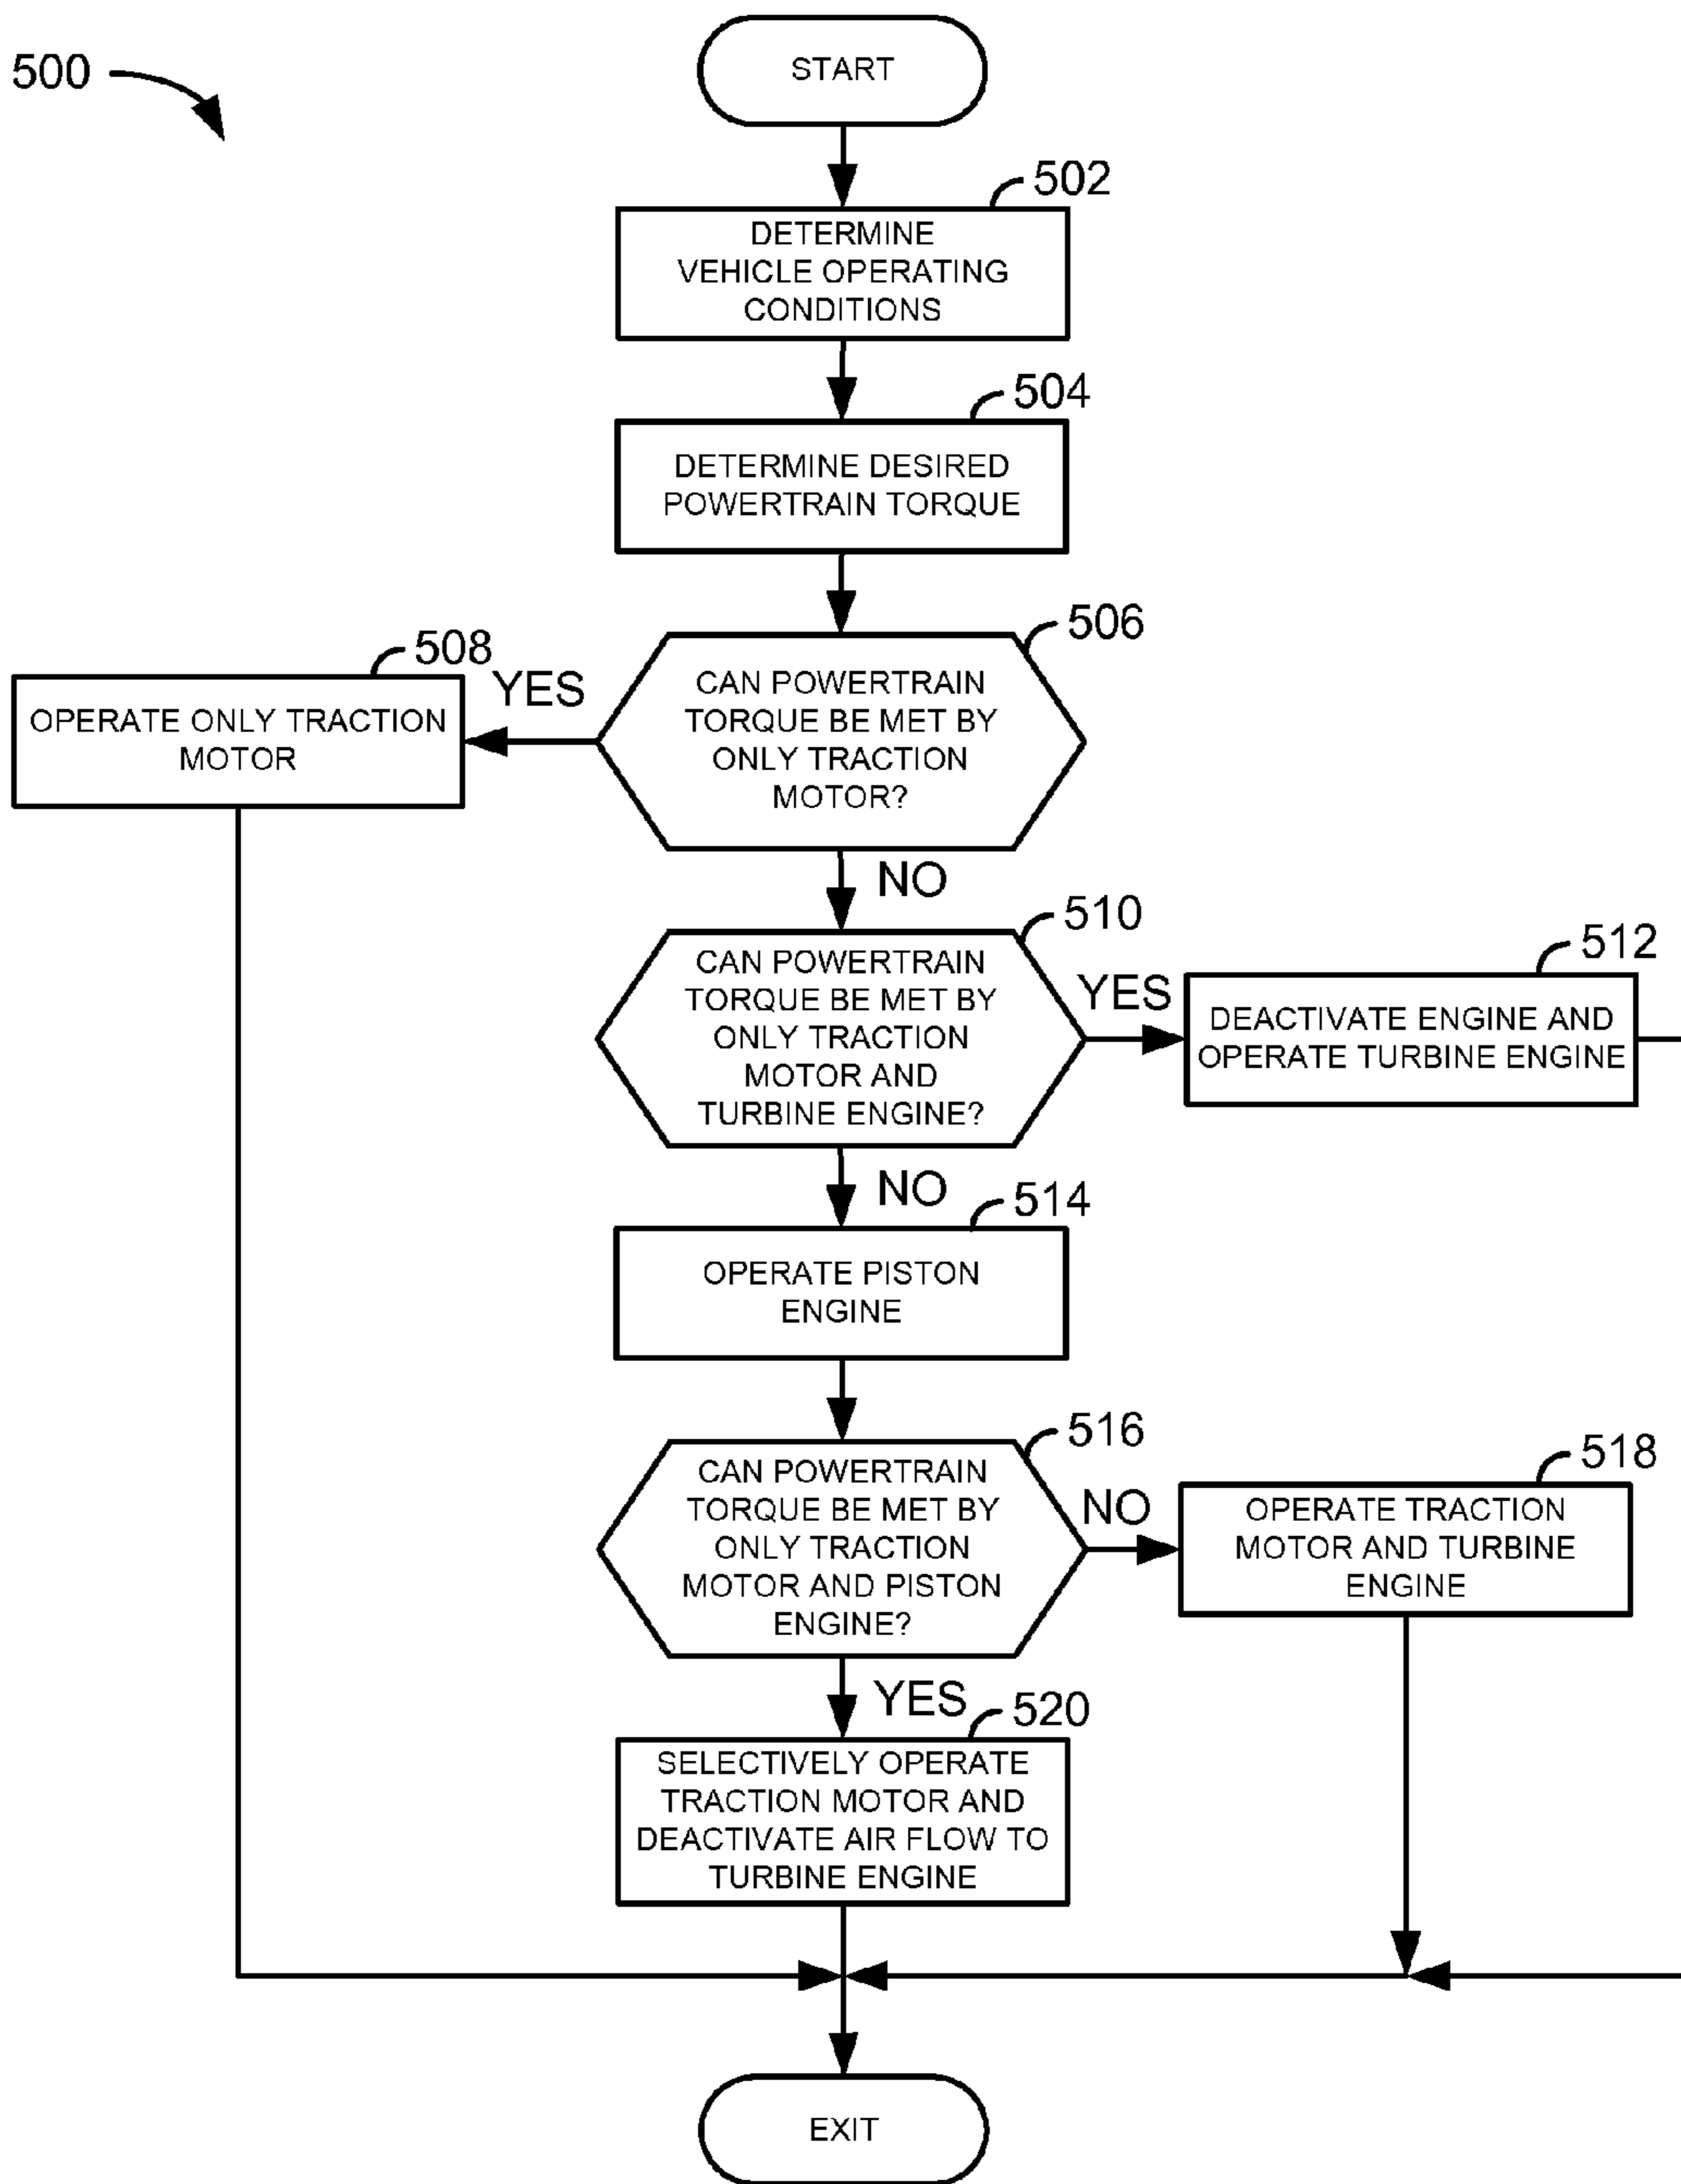 500
START
502
DETERMINE
VEHICLE OPERATING
CONDITIONS
504
DETERMINE DESIRED
POWERTRAIN TORQUE
506
CAN POWERTRAIN
TORQUE BE MET BY
ONLY TRACTION
MOTOR?
508
YES
OPERATE ONLY TRACTION
MOTOR
NO
510
CAN POWERTRAIN
TORQUE BE MET BY
ONLY TRACTION
MOTOR AND
TURBINE ENGINE?
YES
512
DEACTIVATE ENGINE AND
OPERATE TURBINE ENGINE
NO
514
OPERATE PISTON
ENGINE
516
CAN POWERTRAIN
TORQUE BE MET BY
ONLY TRACTION
MOTOR AND PISTON
ENGINE?
NO
518
OPERATE TRACTION
MOTOR AND TURBINE
ENGINE
YES
520
SELECTIVELY OPERATE
TRACTION MOTOR AND
DEACTIVATE AIR FLOW TO
TURBINE ENGINE
EXIT